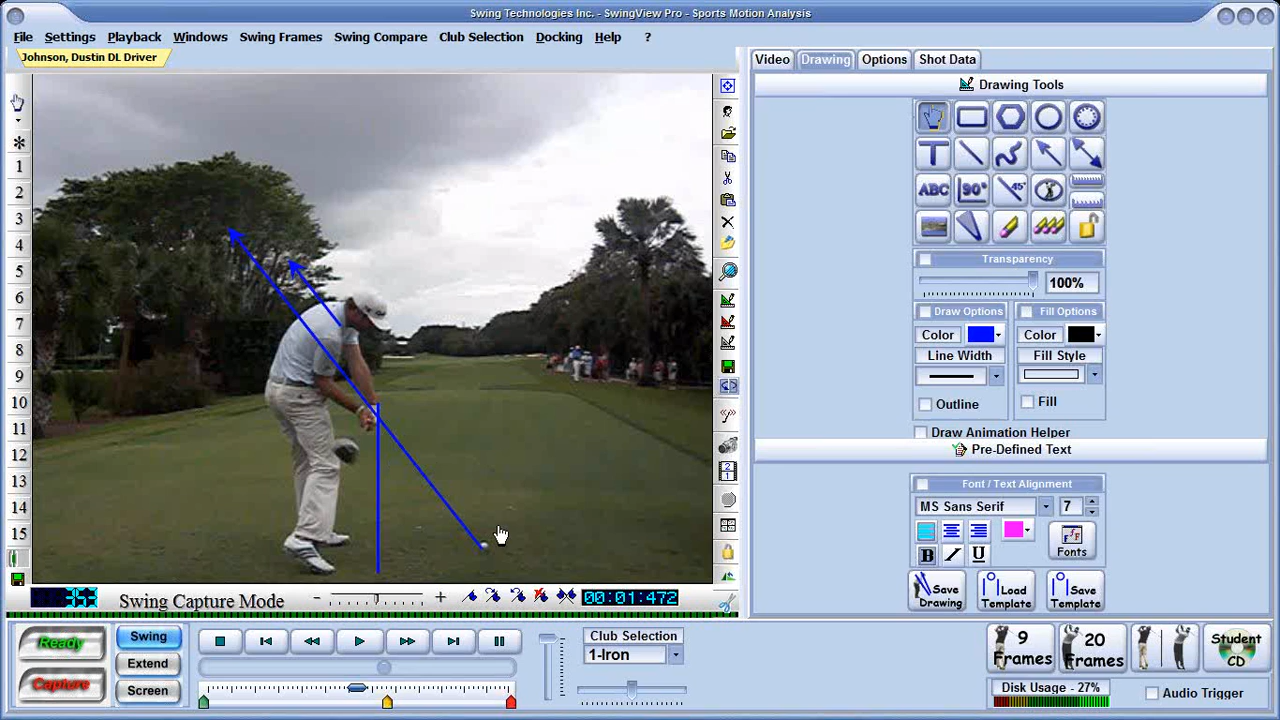 Swing Technologies Inc. - SwingView Pro - Sports Motion Analysis
File Settings Playback Windows Swing Frames Swing Compare Club Selection Docking Help ?
Johnson, Dustin DL Driver
1
2
3
4
5
6
7
8
9
10
11
12
13
14
15
Swing Capture Mode - + 00:01:472
Video Drawing Options Shot Data
Drawing Tools
T
ABC 90° 45°
Transparency
100%
Draw Options Fill Options
Color Color
Line Width Fill Style
Outline Fill
Draw Animation Helper
Pre-Defined Text
Font / Text Alignment
MS Sans Serif 7
B I U Fonts
Save Drawing
Load Template
Save Template
Ready
Capture
Swing
Extend
Screen
Club Selection
1-Iron
9 Frames
20 Frames
Student CD
Disk Usage - 27%
Audio Trigger